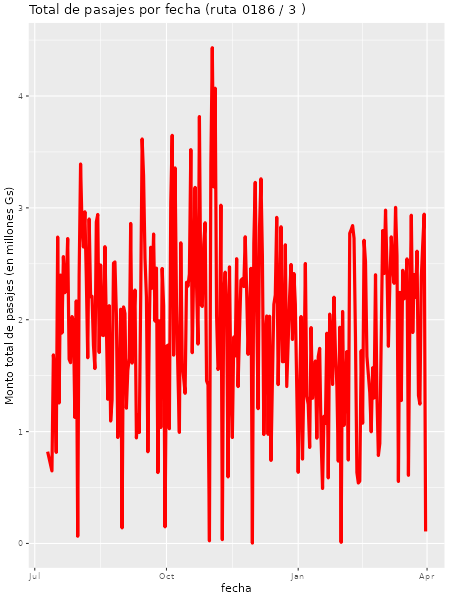 Total de pasajes por fecha (ruta 0186 / 3 )
Monto total de pasajes (en millones Gs)
4
3
2
1
0
Jul
Oct
Jan
Apr
fecha